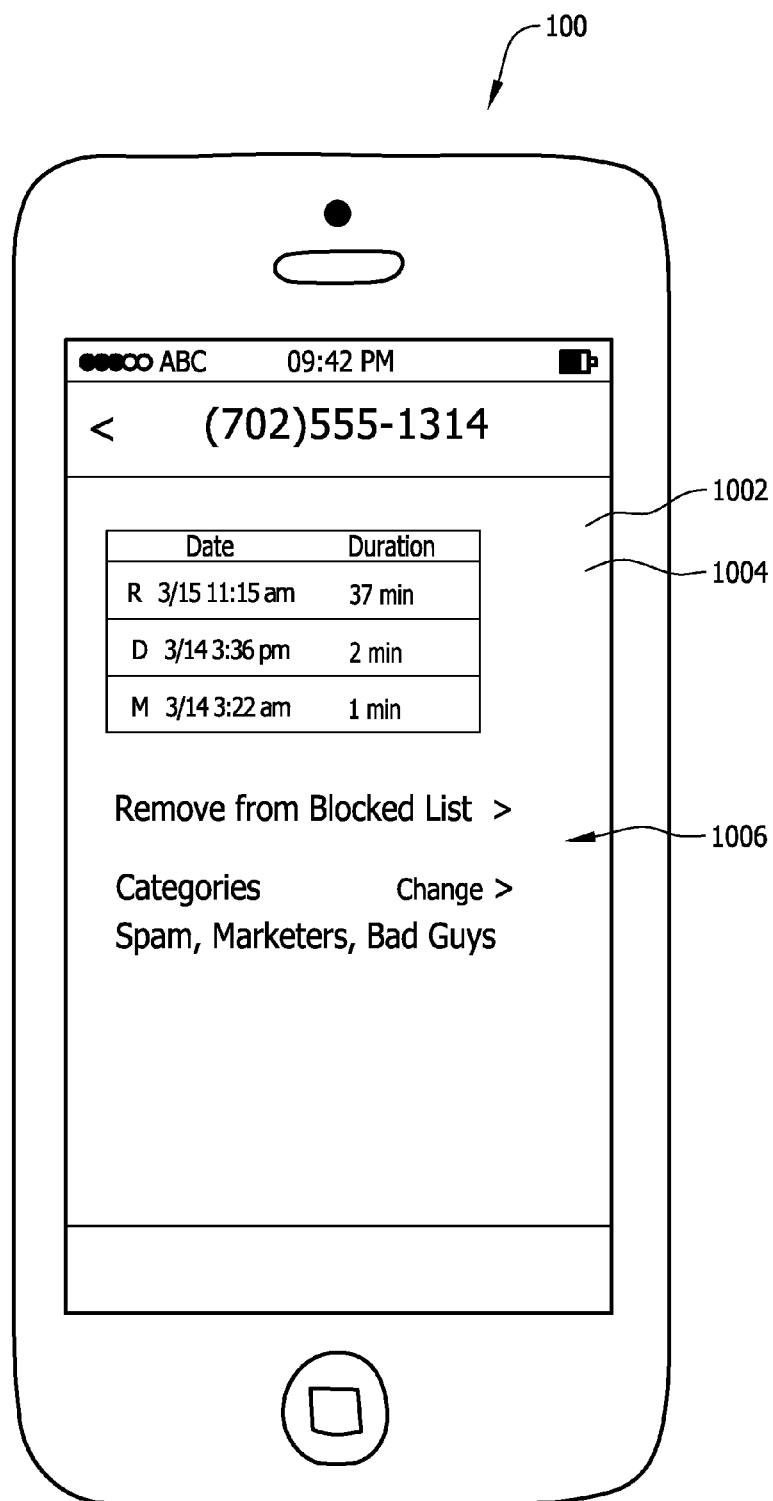 100
ABC 09:42 PM
< (702)555-1314
1002
Date Duration
1004
R 3/15 11:15 am 37 min
D 3/14 3:36 pm 2 min
M 3/14 3:22 am 1 min
Remove from Blocked List >
1006
Categories Change >
Spam, Marketers, Bad Guys